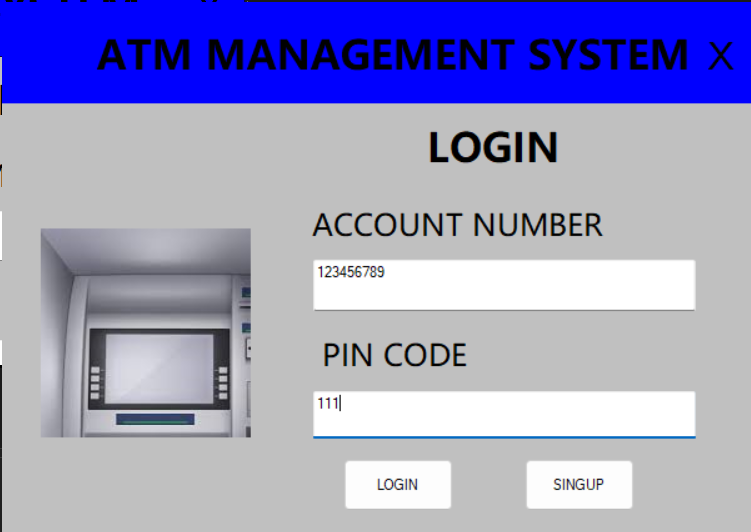 ATM MANAGEMENT SYSTEM X
LOGIN
ACCOUNT NUMBER
123456789
PIN CODE
111
LOGIN SINGUP